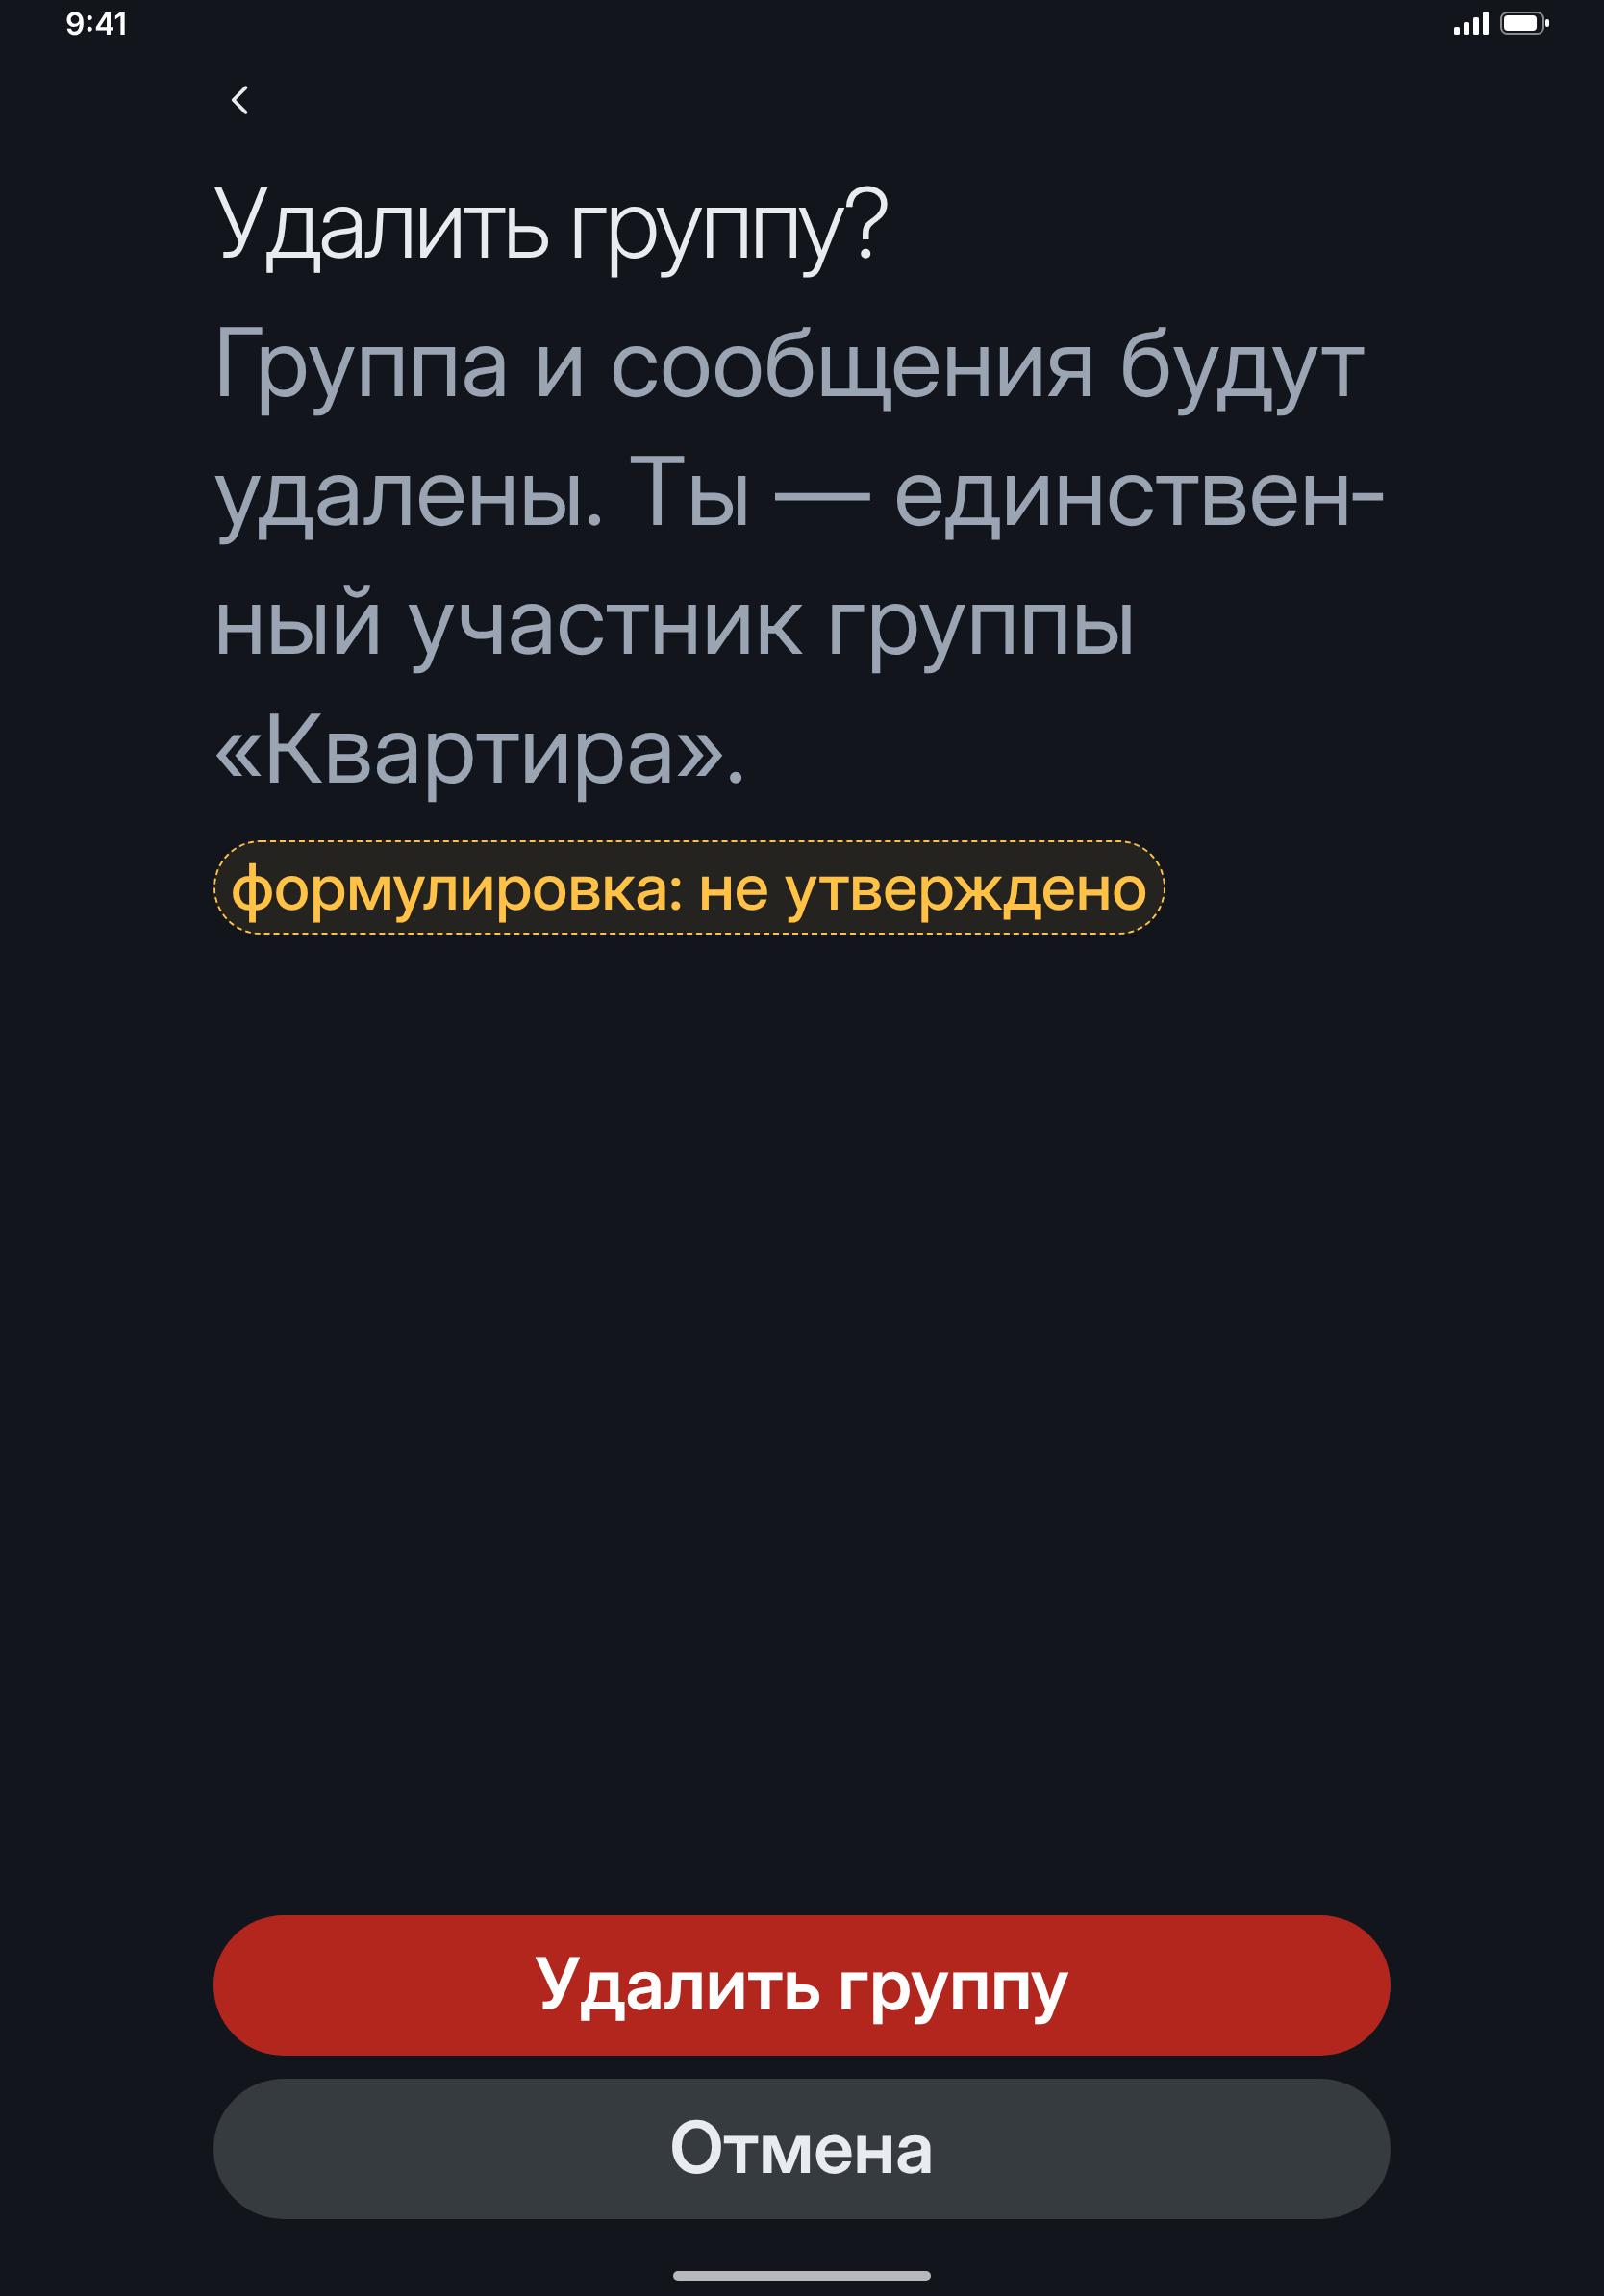 9:41
Удалить группу?
Группа и сообщения будут
удалены. Ты — единствен-
ный участник группы
«Квартира».
формулировка: не утверждено
Удалить группу
Отмена